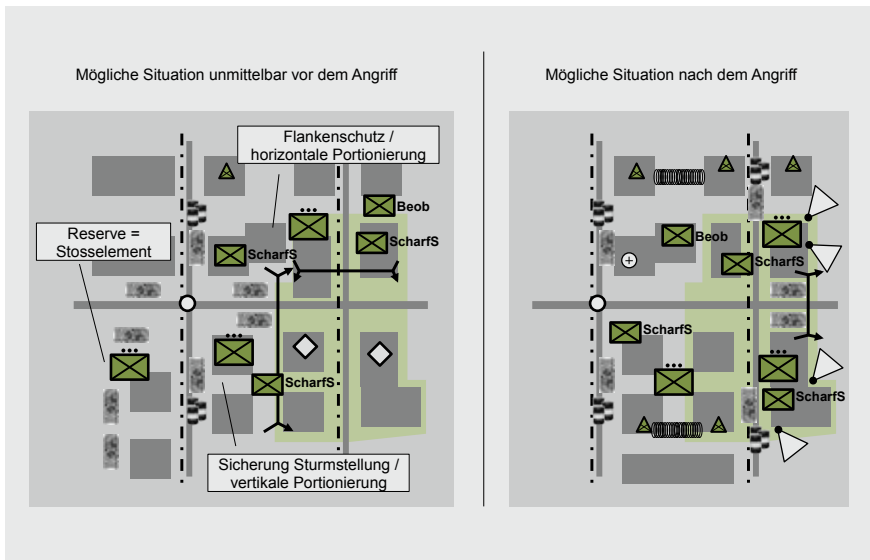 Mögliche Situation unmittelbar vor dem Angriff
Flankenschutz /
horizontale Portionierung
Beob
ScharfS
ScharfS
Reserve =
Stosselement
ScharfS
Sicherung Sturmstellung /
vertikale Portionierung
Mögliche Situation nach dem Angriff
Beob
ScharfS
ScharfS
ScharfS